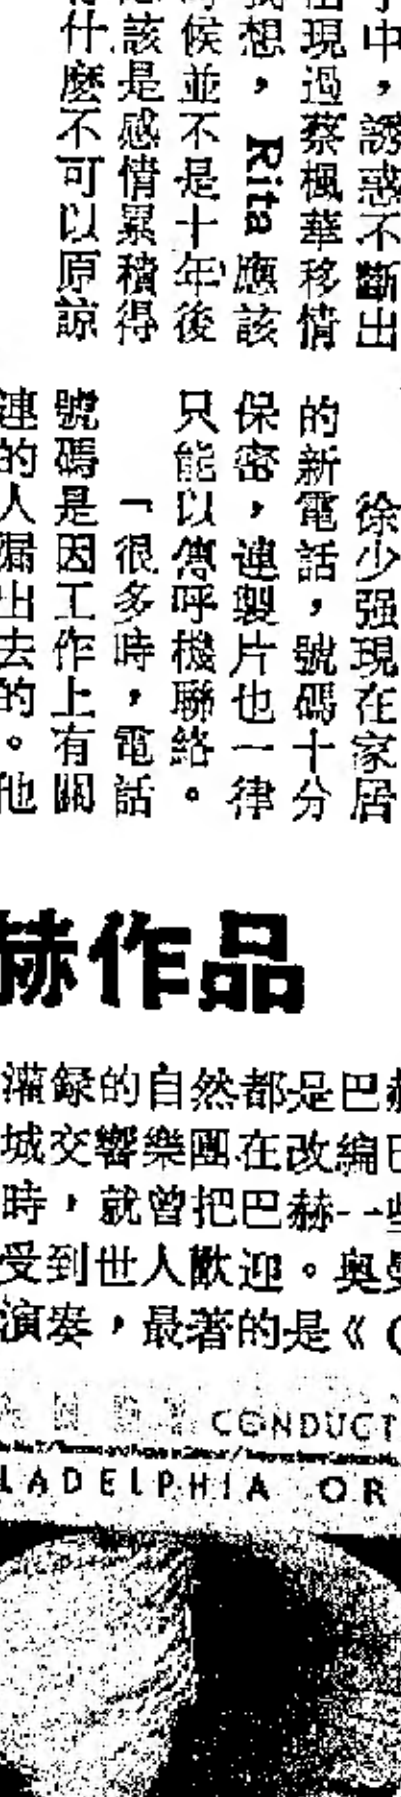 中，誘惑不斷出
現過蔡楓華移情
想，Rita應該
候並不是十年後
該是感情累積得
什麼不可以原諒
徐少强現在家居
的新電話，號碼十分
保密，連製片也一律
只能以傳呼機聯絡。
「很多時，電話
號碼是因工作上有關
連的人漏出去的。他
赫作品
灌録的自然都是巴赫
城交響樂團在改編巴
時，就曾把巴赫一些
受到世人歡迎。奧曼
演奏，最著的是《
CONDUCT
LADELPHIA OR